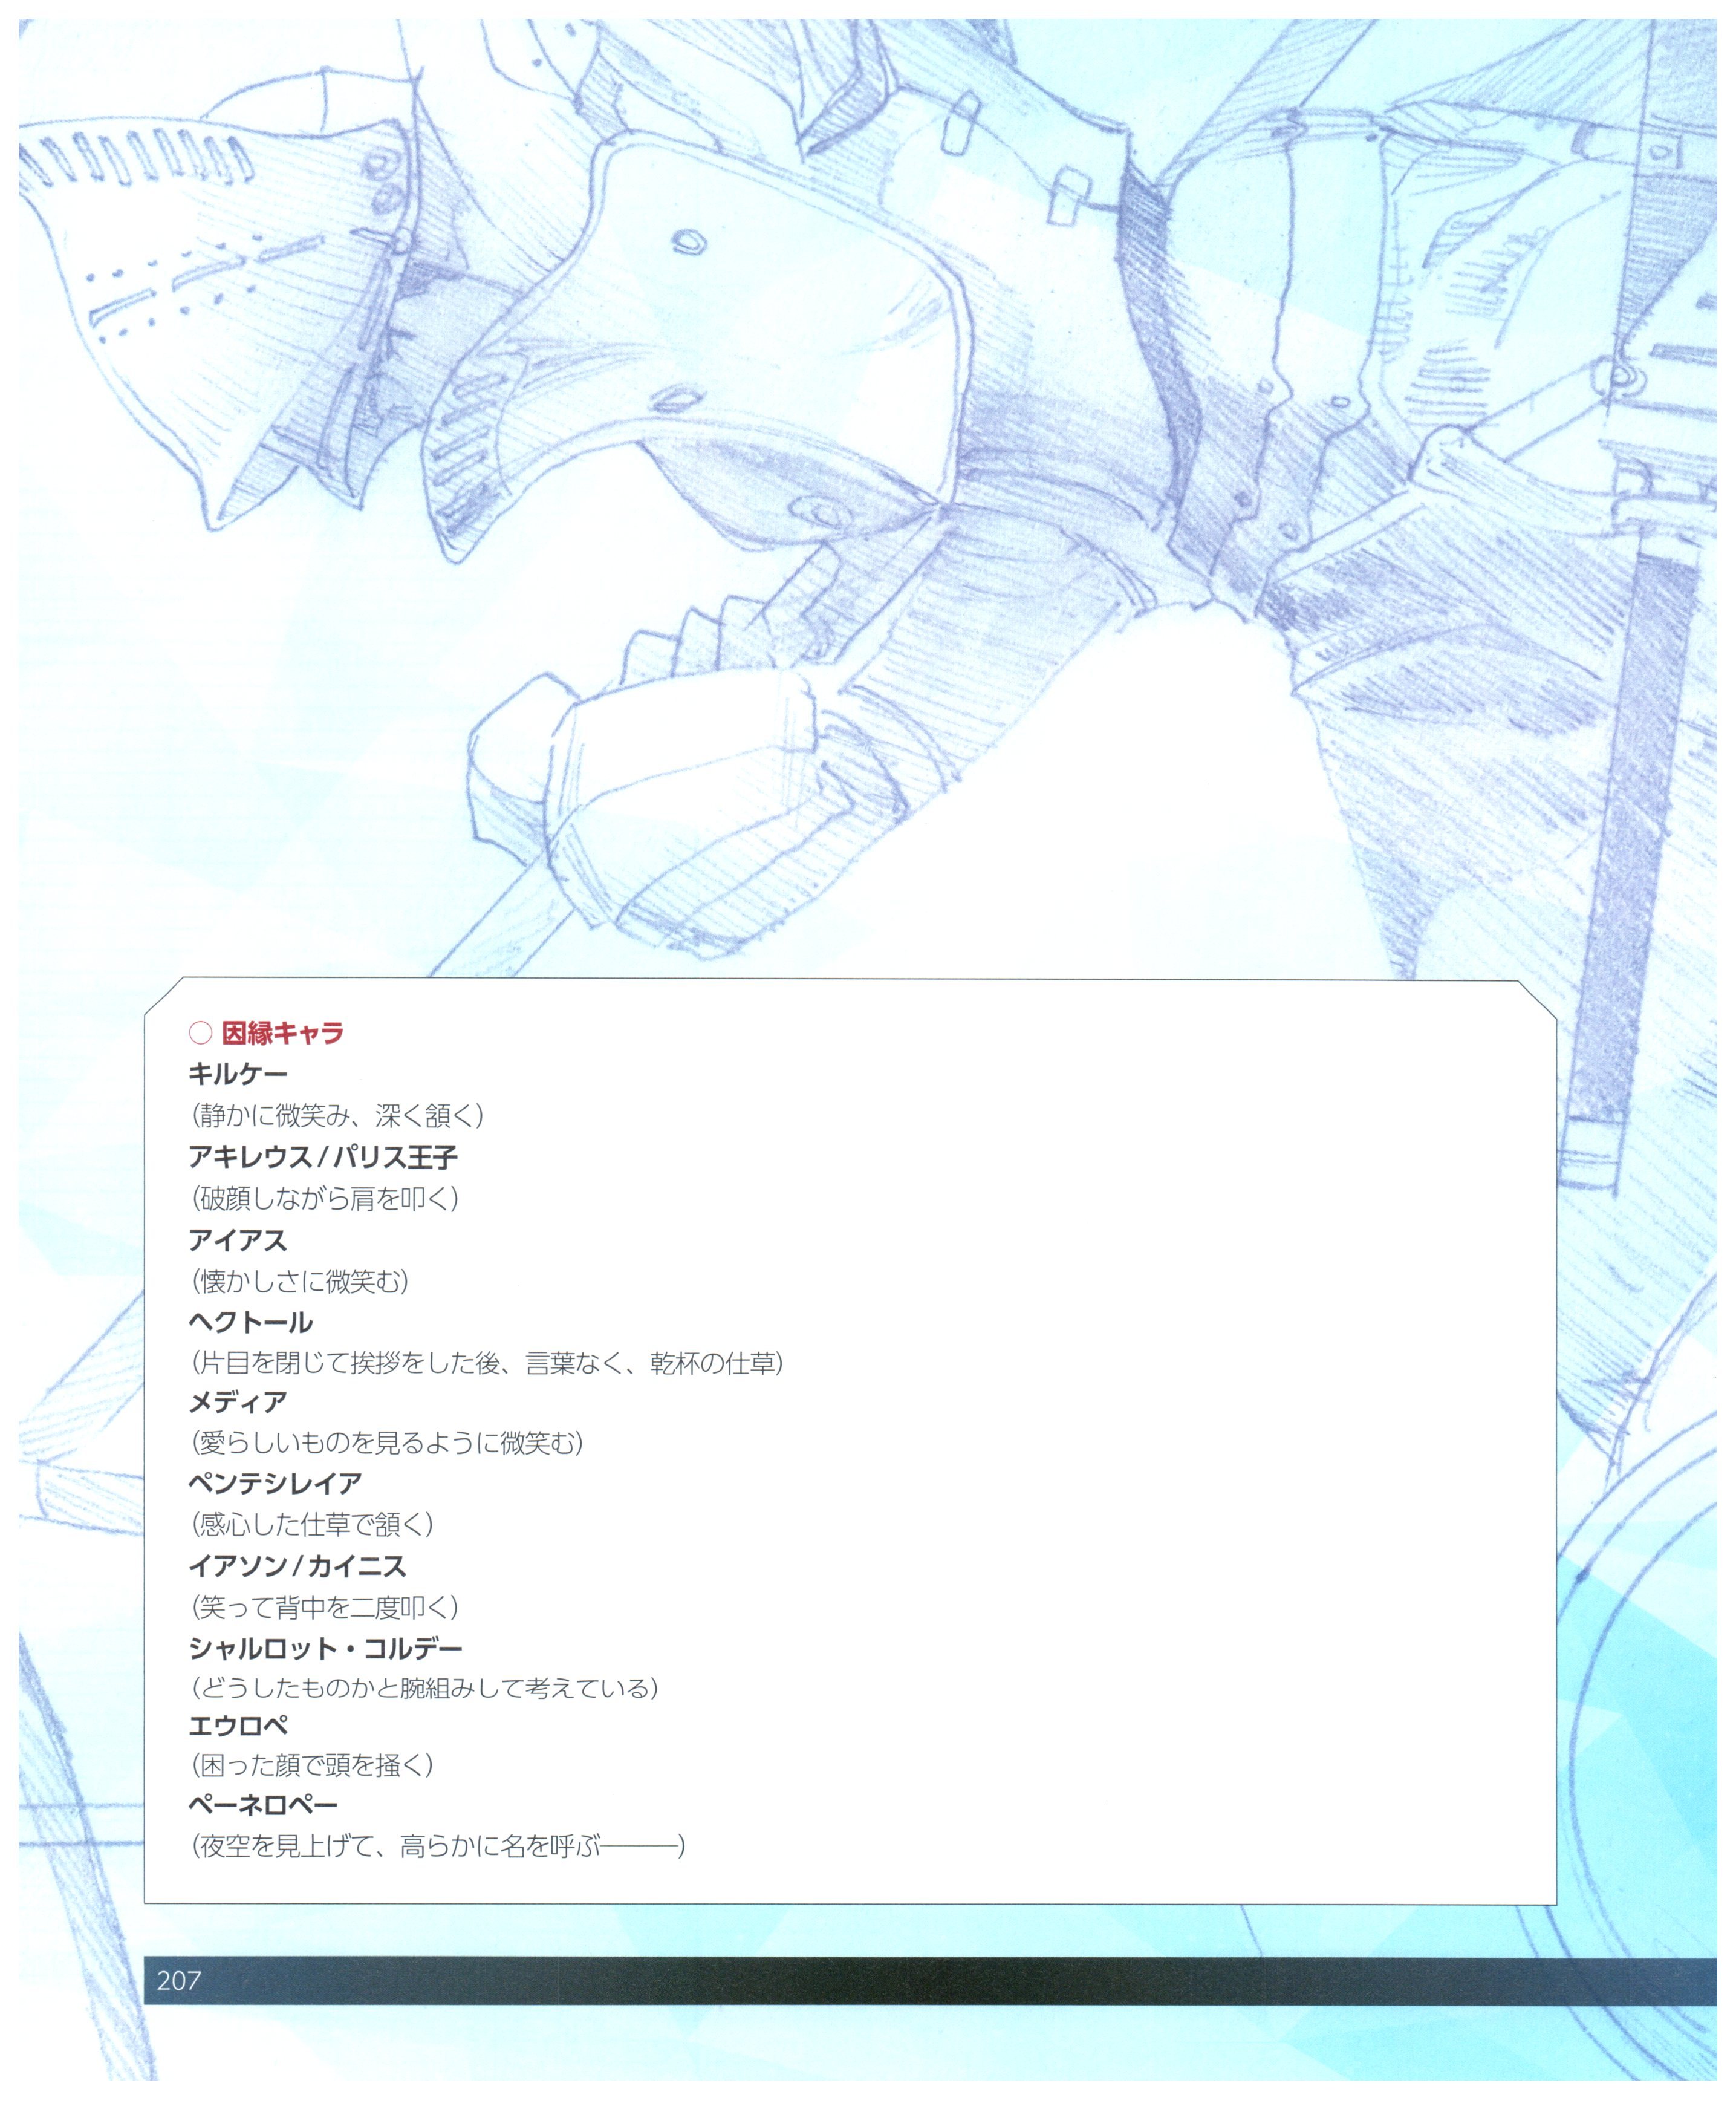 ○ 因縁キャラ
キルケー
（静かに微笑み、深く頷く）
アキレウス/パリス王子
（破顔しながら肩を叩く）
アイアス
（懐かしさに微笑む）
ヘクトール
（片目を閉じて挨拶をした後、言葉なく、乾杯の仕草）
メディア
（愛らしいものを見るように微笑む）
ペンテシレイア
（感心した仕草で頷く）
イアソン/カイニス
（笑って背中を二度叩く）
シャルロット・コルデー
（どうしたものかと腕組みして考えている）
エウロペ
（困った顔で頭を掻く）
ペーネロペー
（夜空を見上げて、高らかに名を呼ぶ―――）
207